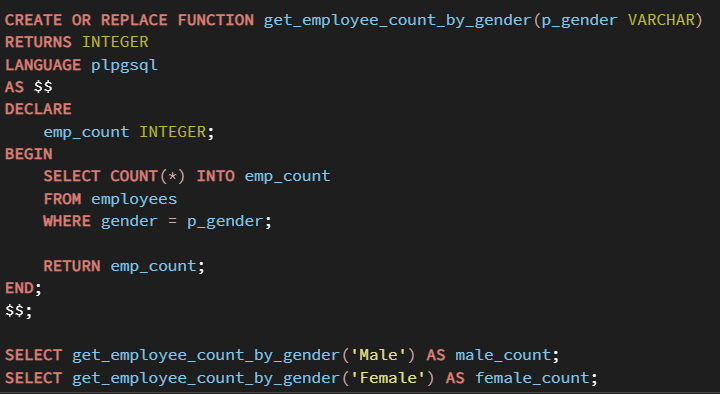 CREATE OR REPLACE FUNCTION get_employee_count_by_gender(p_gender VARCHAR)
RETURNS INTEGER
LANGUAGE plpgsql
AS $$
DECLARE
    emp_count INTEGER;
BEGIN
    SELECT COUNT(*) INTO emp_count
    FROM employees
    WHERE gender = p_gender;

    RETURN emp_count;
END;
$$;

SELECT get_employee_count_by_gender('Male') AS male_count;
SELECT get_employee_count_by_gender('Female') AS female_count;